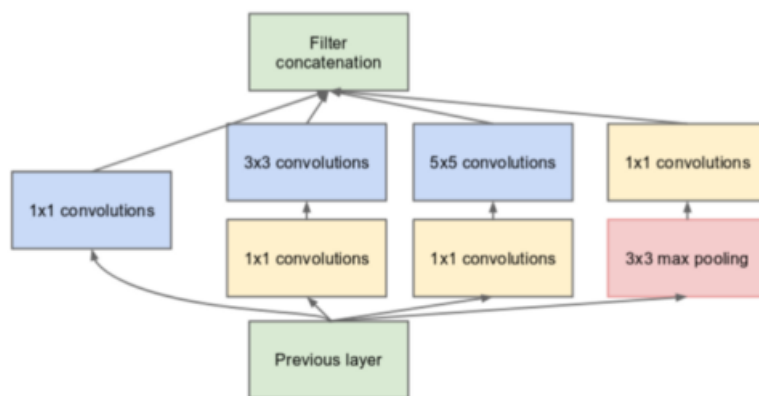 Filter
concatenation
3x3 convolutions
5x5 convolutions
1x1 convolutions
1x1 convolutions
1x1 convolutions
1x1 convolutions
3x3 max pooling
Previous layer